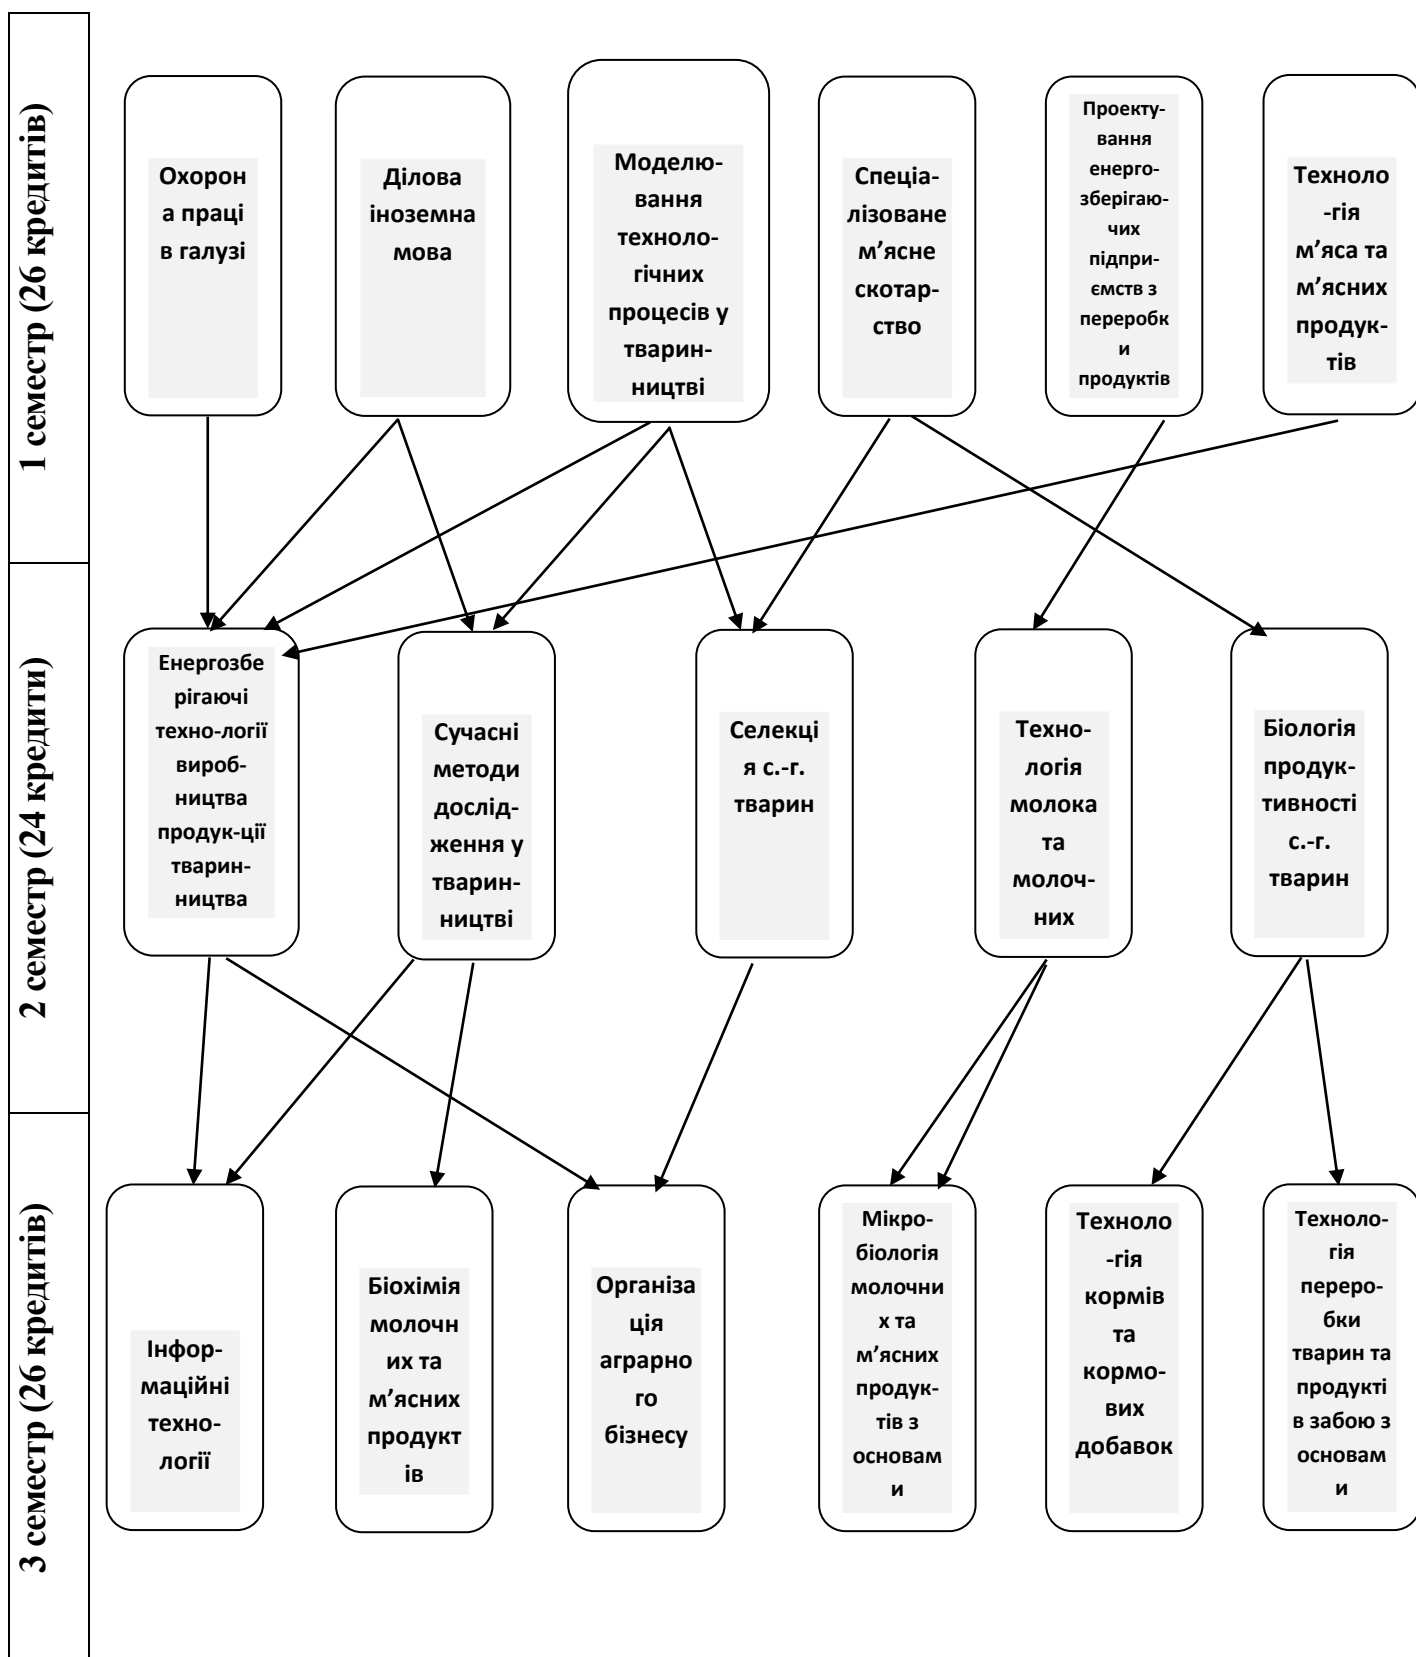 1 семестр (26 кредитів)
Охорон
а праці
в галузі
Ділова
іноземна
мова
Моделю-
вання
техноло-
гічних
процесів у
тварин-
ництві
Спеціа-
лізоване
м’ясне
скотар-
ство
Проекту-
вання
енерго-
зберігаю-
чих
підпри-
ємств з
переробк
и
продуктів
Техноло
-гія
м’яса та
м’ясних
продук-
тів
2 семестр (24 кредити)
Енергозбе
рігаючі
техно-логії
вироб-
ництва
продук-ції
тварин-
ництва
Сучасні
методи
дослід-
ження у
тварин-
ництві
Селекці
я с.-г.
тварин
Техно-
логія
молока
та
молоч-
них
Біологія
продук-
тивності
с.-г.
тварин
3 семестр (26 кредитів)
Інфор-
маційні
техно-
логії
Біохімія
молочн
их та
м’ясних
продукт
ів
Організа
ція
аграрно
го
бізнесу
Мікро-
біологія
молочни
х та
м’ясних
продук-
тів з
основам
и
Техноло
-гія
кормів
та
кормо-
вих
добавок
Техноло-
гія
переро-
бки
тварин та
продукті
в забою з
основам
и